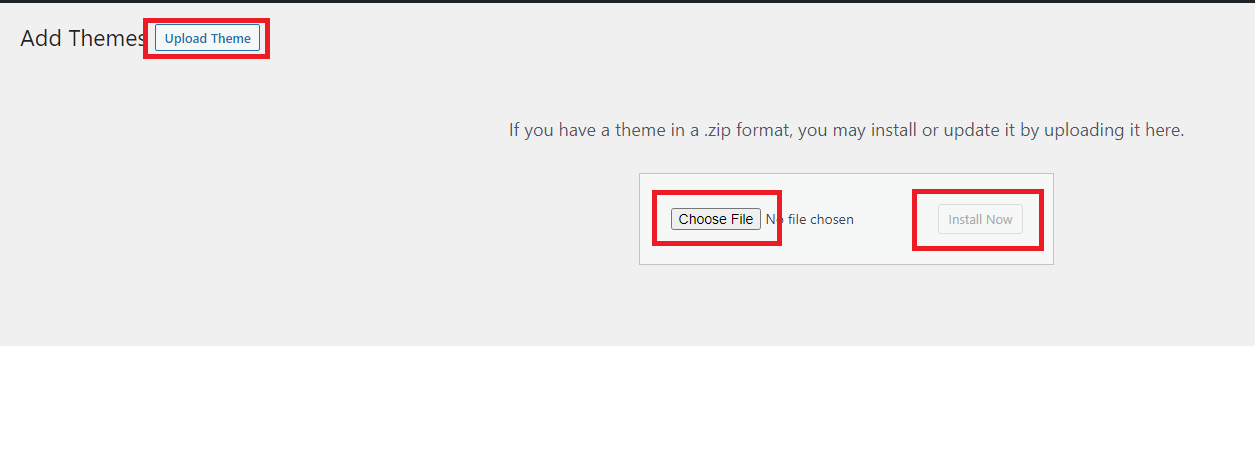 Add Themes Upload Theme
If you have a theme in a .zip format, you may install or update it by uploading it here.
Choose File No file chosen Install Now